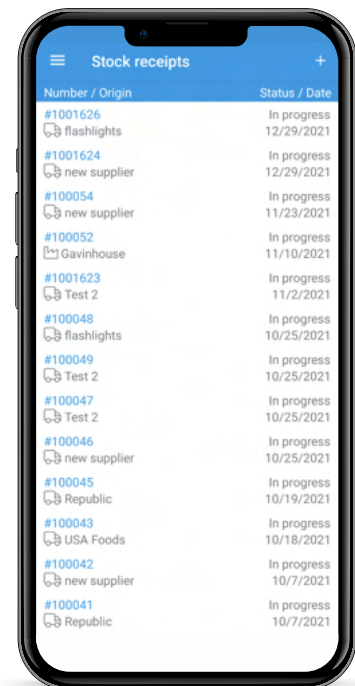 Stock receipts +
Number / Origin Status / Date
#1001626 In progress
flashlights 12/29/2021
#1001624 In progress
new supplier 12/29/2021
#100054 In progress
new supplier 11/23/2021
#100052 In progress
Gavinhouse 11/10/2021
#1001623 In progress
Test 2 11/2/2021
#100048 In progress
flashlights 10/25/2021
#100049 In progress
Test 2 10/25/2021
#100047 In progress
Test 2 10/25/2021
#100046 In progress
new supplier 10/25/2021
#100045 In progress
Republic 10/19/2021
#100043 In progress
USA Foods 10/18/2021
#100042 In progress
new supplier 10/7/2021
#100041 In progress
Republic 10/7/2021